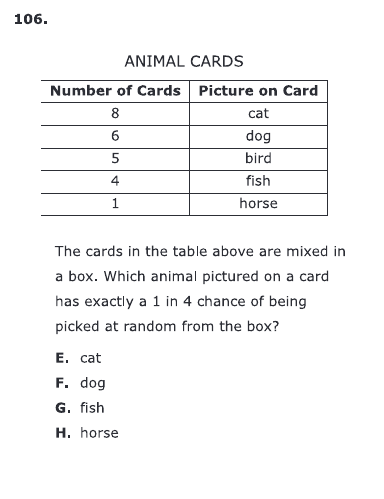 106.
ANIMAL CARDS
Number of Cards Picture on Card
8 cat
6 dog
5 bird
4 fish
1 horse
The cards in the table above are mixed in
a box. Which animal pictured on a card
has exactly a 1 in 4 chance of being
picked at random from the box?
E. cat
F. dog
G. fish
H. horse